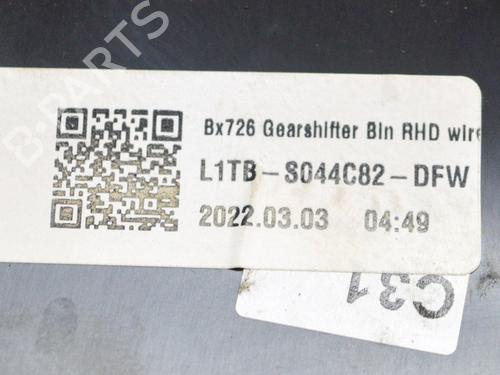 Bx726 Gearshifter Bin RHD wire
L1TB-S044C82-DFW
2022.03.03 04:49
C31
B-PARTS